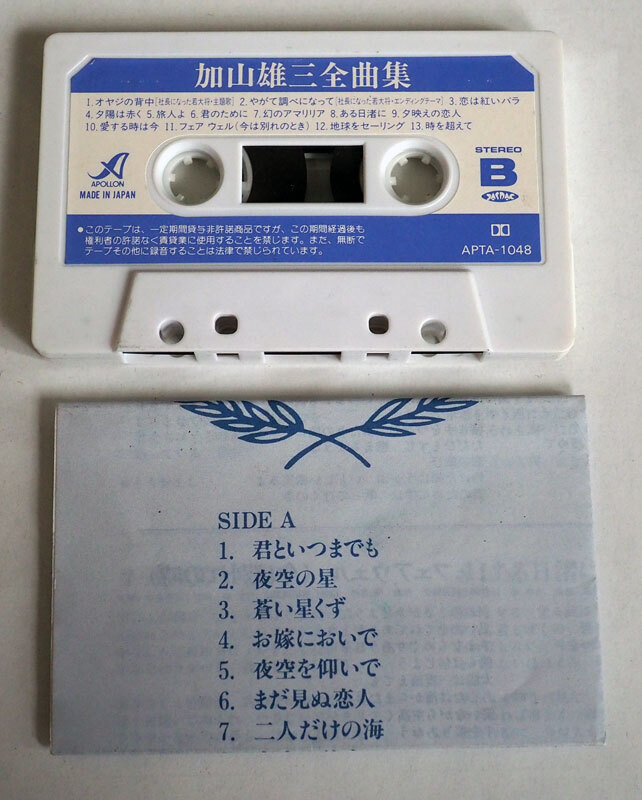 加山雄三全曲集
1.オヤジの背中[社長になった若大将・主題歌] 2.やがて調べになって[社長になった若大将・エンディングテーマ] 3.恋は紅いバラ
4.夕陽は赤く 5.旅人よ 6.君のために 7.幻のアマリリア 8.ある日渚に 9.夕映えの恋人
10.愛する時は今 11.フェア ウェル(今は別れのとき) 12.地球をセーリング 13.時を超えて
APOLLON
MADE IN JAPAN
STEREO
B
●このテープは、一定期間貸与非許諾商品ですが、この期間経過後も
権利者の許諾なく賃貸業に使用することを禁じます。また、無断で
テープその他に録音することは法律で禁じられています。
APTA-1048
SIDE A
1. 君といつまでも
2. 夜空の星
3. 蒼い星くず
4. お嫁においで
5. 夜空を仰いで
6. まだ見ぬ恋人
7. 二人だけの海